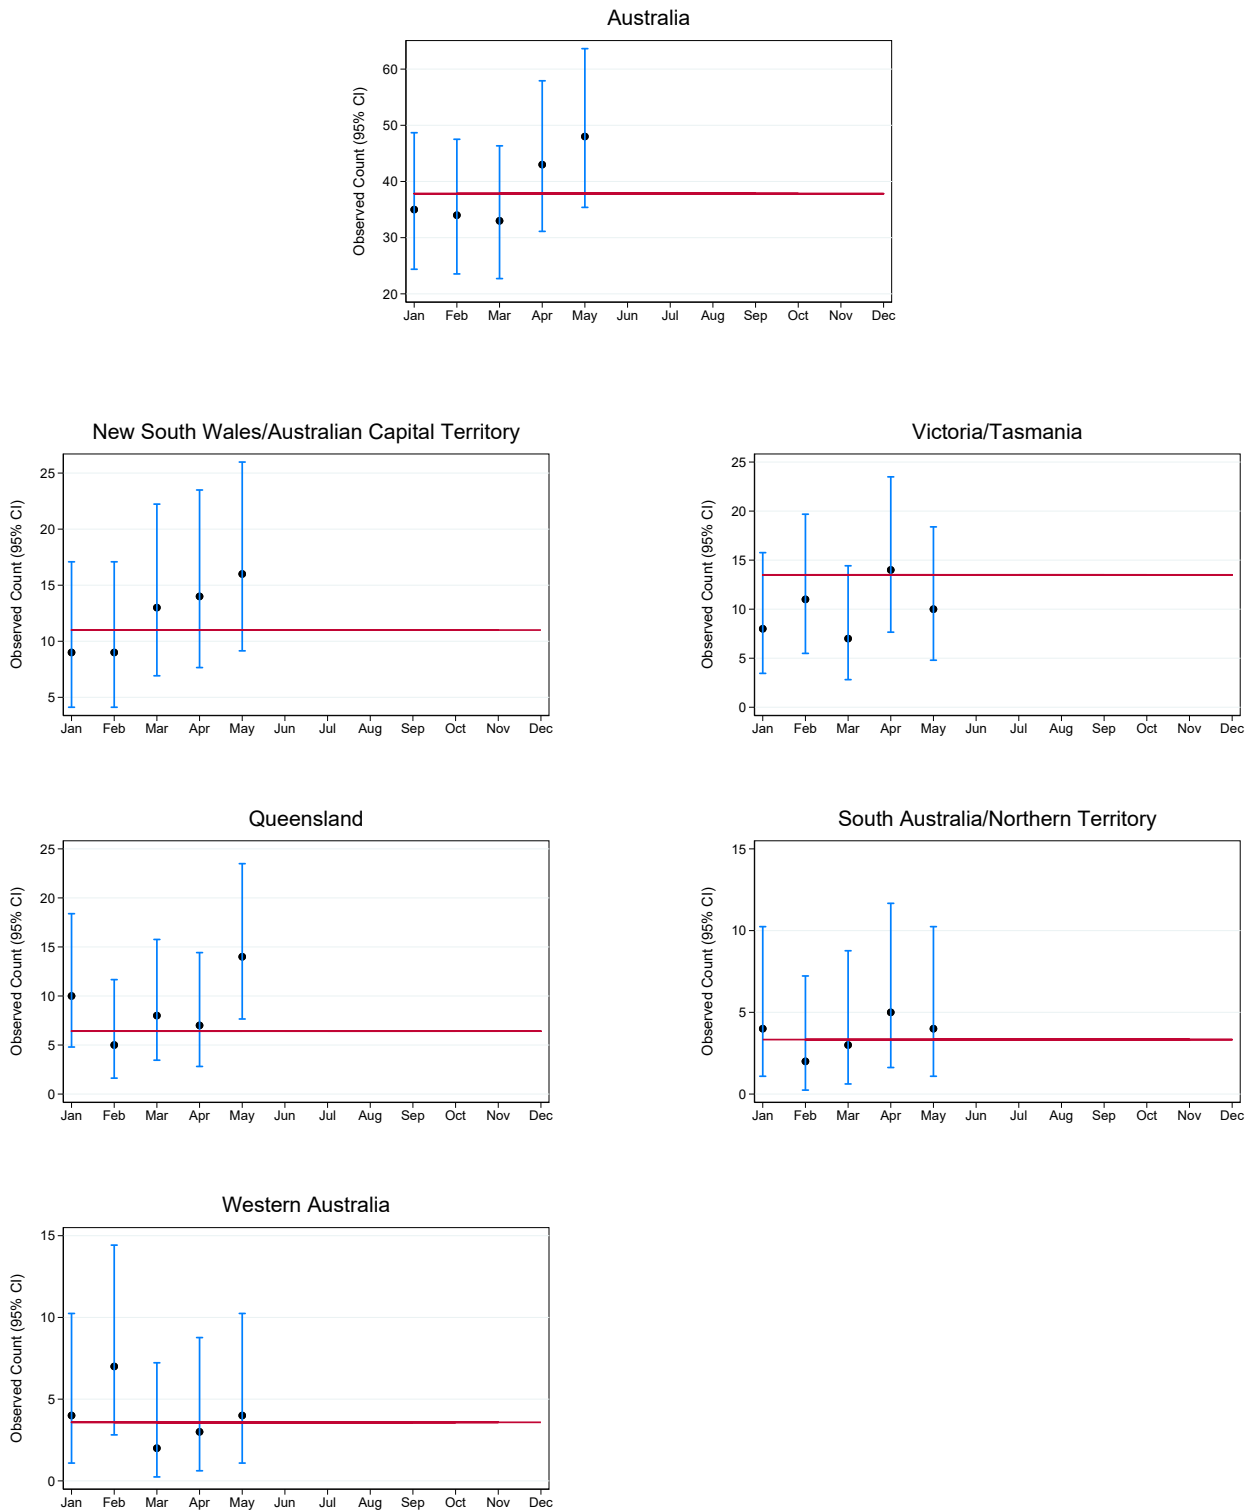 Australia
Observed Count (95% CI)
60
50
40
30
20
Jan Feb Mar Apr May Jun Jul Aug Sep Oct Nov Dec
New South Wales/Australian Capital Territory
Observed Count (95% CI)
25
20
15
10
5
Jan Feb Mar Apr May Jun Jul Aug Sep Oct Nov Dec
Victoria/Tasmania
Observed Count (95% CI)
25
20
15
10
5
0
Jan Feb Mar Apr May Jun Jul Aug Sep Oct Nov Dec
Queensland
Observed Count (95% CI)
25
20
15
10
5
0
Jan Feb Mar Apr May Jun Jul Aug Sep Oct Nov Dec
South Australia/Northern Territory
Observed Count (95% CI)
15
10
5
0
Jan Feb Mar Apr May Jun Jul Aug Sep Oct Nov Dec
Western Australia
Observed Count (95% CI)
15
10
5
0
Jan Feb Mar Apr May Jun Jul Aug Sep Oct Nov Dec